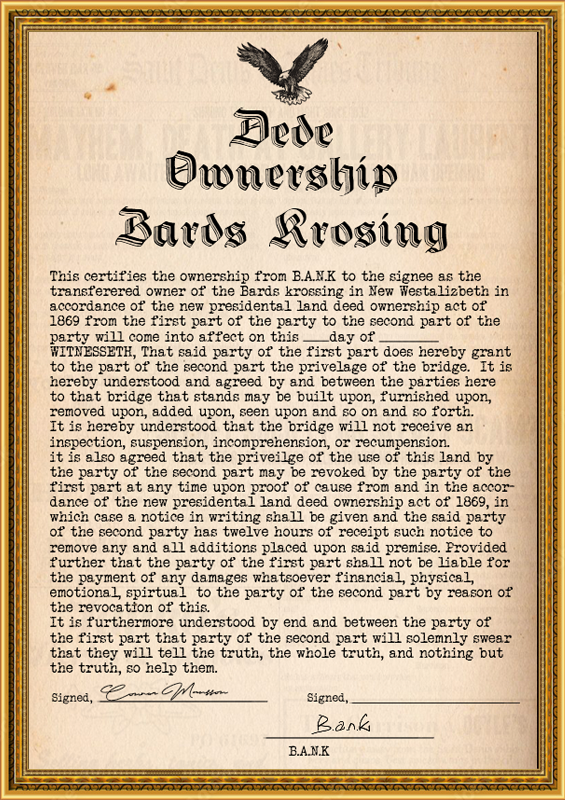 Dede
Ownership
Bards Krosing
This certifies the ownership from B.A.N.K to the signee as the
transferered owner of the Bards krossing in New Westalizbeth in
accordance of the new presidental land deed ownership act of
1869 from the first part of the party to the second part of the
party will come into affect on this ____day of _________
WITNESSETH, That said party of the first part does hereby grant
to the part of the second part the privelage of the bridge. It is
hereby understood and agreed by and between the parties here
to that bridge that stands may be built upon, furnished upon,
removed upon, added upon, seen upon and so on and so forth.
It is hereby understood that the bridge will not receive an
inspection, suspension, incomprehension, or recumpension.
it is also agreed that the priveilge of the use of this land by
the party of the second part may be revoked by the party of the
first part at any time upon proof of cause from and in the accor-
dance of the new presidental land deed ownership act of 1869, in
which case a notice in writing shall be given and the said party
of the second party has twelve hours of receipt such notice to
remove any and all additions placed upon said premise. Provided
further that the party of the first part shall not be liable for
the payment of any damages whatsoever financial, physical,
emotional, spirtual to the party of the second part by reason of
the revocation of this.
It is furthermore understood by end and between the party of
the first part that party of the second part will solemnly swear
that they will tell the truth, the whole truth, and nothing but
the truth, so help them.
Signed, Signed,
B.a.n.k
B.A.N.K